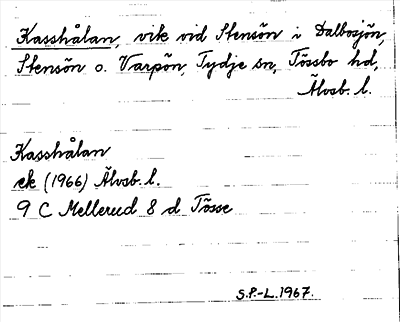 Kasshålan, vik vid Stensön i Dalbosjön,
Stensön o. Varpön, Tydje sn, Tössbo hd,
Älvsb. l.
Kasshålan
ek (1966) Älvsb. l.
9 C Mellerud 8 d Tösse
S.P.-L. 1967.